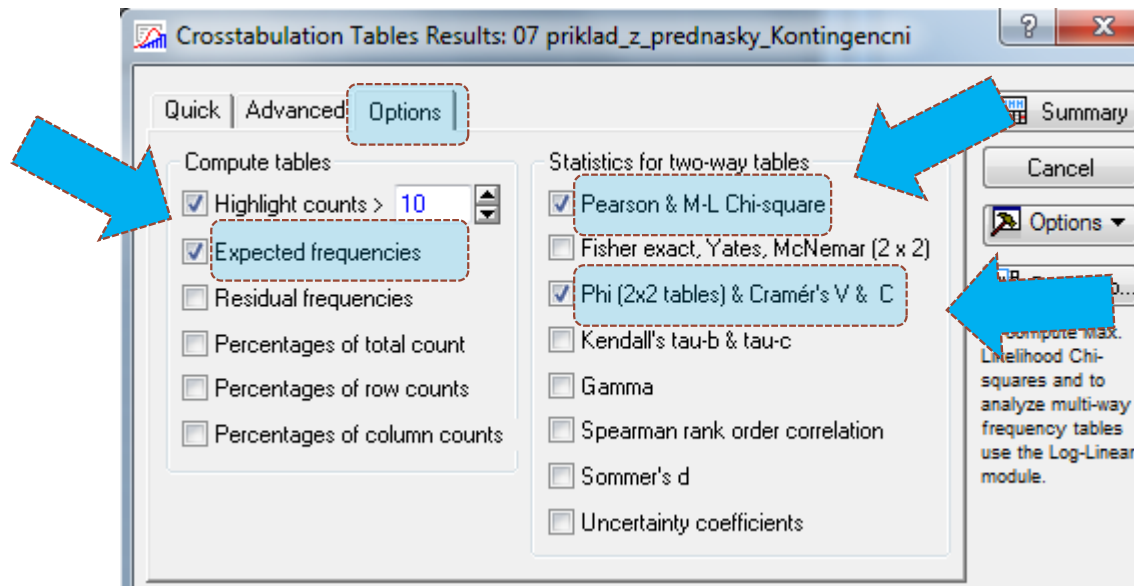 Crosstabulation Tables Results: 07 priklad_z_prednasky_Kontingencni
Quick Advanced Options
Compute tables
Highlight counts > 10
Expected frequencies
Residual frequencies
Percentages of total count
Percentages of row counts
Percentages of column counts
Statistics for two-way tables
Pearson & M-L Chi-square
Fisher exact, Yates, McNemar (2 x 2)
Phi (2x2 tables) & Cramér's V & C
Kendall's tau-b & tau-c
Gamma
Spearman rank order correlation
Sommer's d
Uncertainty coefficients
Summary
Cancel
Options
compute Max.
Likelihood Chi-
squares and to
analyze multi-way
frequency tables
use the Log-Linear
module.